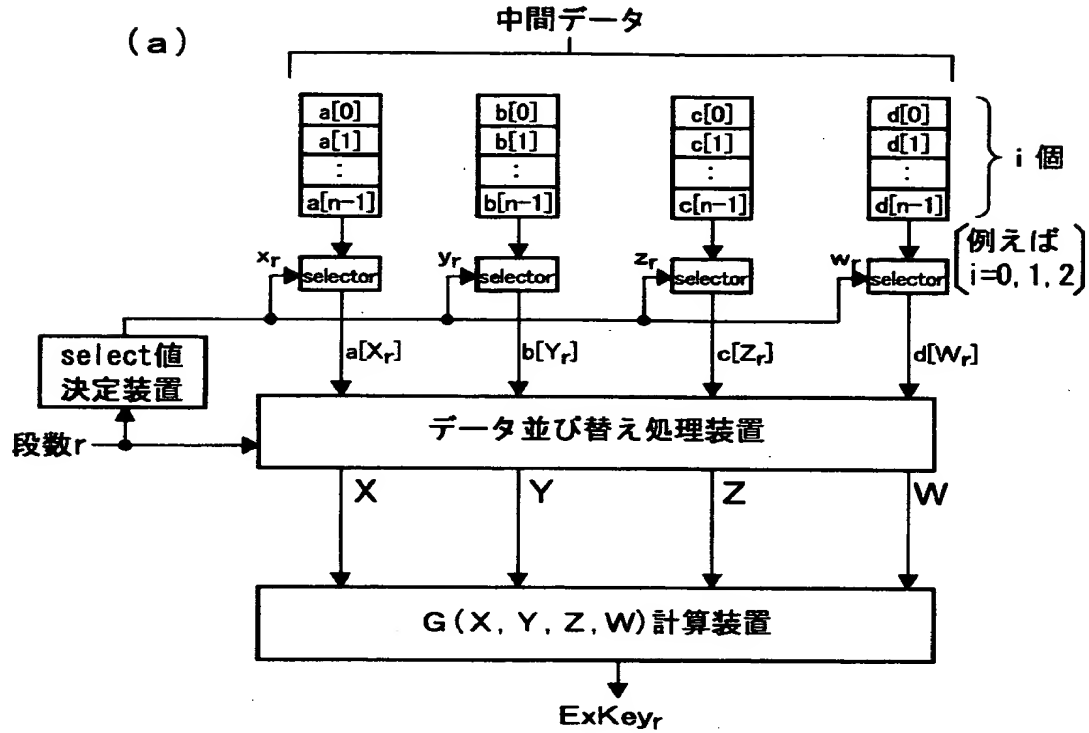 (a)
中間データ
a[0] b[0] c[0] d[0]
a[1] b[1] c[1] d[1]
: : : :
a[n-1] b[n-1] c[n-1] d[n-1]
i 個
(例えば
i=0, 1, 2)
xr yr zr wr
selector selector selector selector
a[Xr] b[Yr] c[Zr] d[Wr]
select値
決定装置
段数r
データ並び替え処理装置
X Y Z W
G(X, Y, Z, W)計算装置
ExKeyr